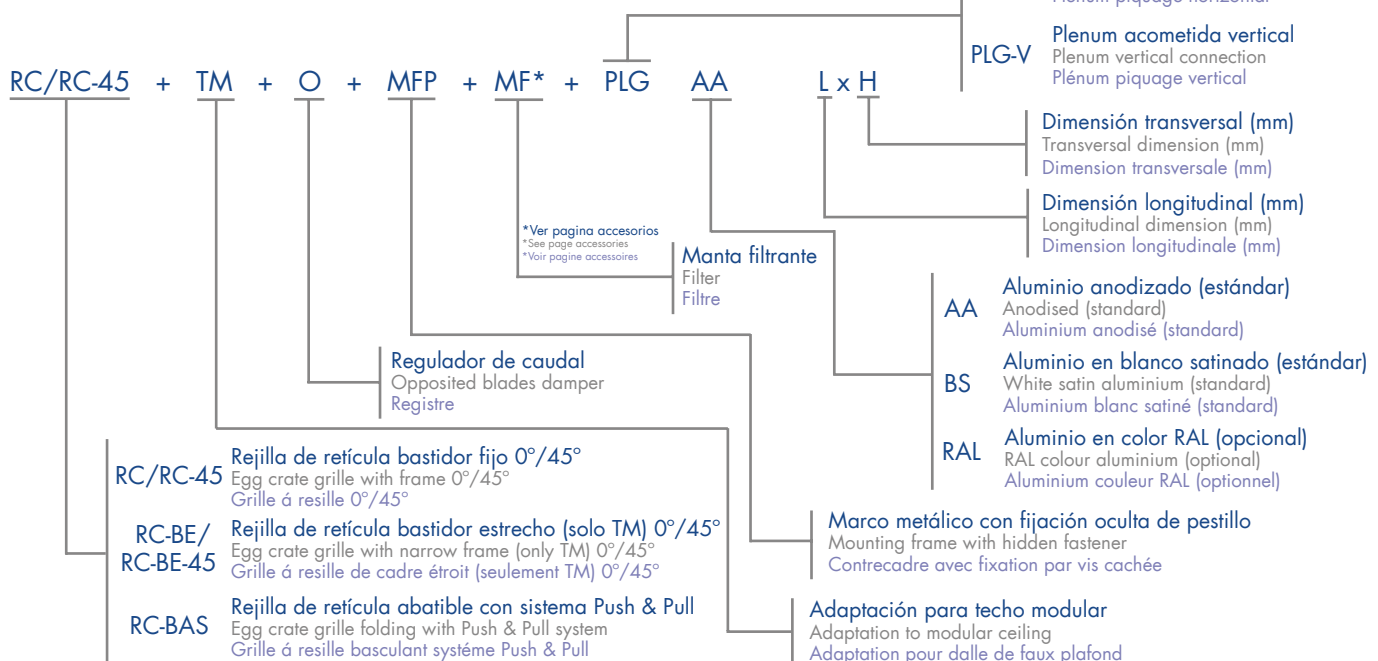 Plénum piquage horizontal
PLG-V
Plenum acometida vertical
Plenum vertical connection
Plénum piquage vertical
RC/RC-45 + TM + O + MFP + MF* + PLG AA L x H
Dimensión transversal (mm)
Transversal dimension (mm)
Dimension transversale (mm)
Dimensión longitudinal (mm)
Longitudinal dimension (mm)
Dimension longitudinale (mm)
*Ver pagina accesorios
*See page accessories
*Voir pagine accessoires
Manta filtrante
Filter
Filtre
AA
Aluminio anodizado (estándar)
Anodised (standard)
Aluminium anodisé (standard)
BS
Aluminio en blanco satinado (estándar)
White satin aluminium (standard)
Aluminium blanc satiné (standard)
RAL
Aluminio en color RAL (opcional)
RAL colour aluminium (optional)
Aluminium couleur RAL (optionnel)
Regulador de caudal
Opposited blades damper
Registre
RC/RC-45
Rejilla de retícula bastidor fijo 0°/45°
Egg crate grille with frame 0°/45°
Grille á resille 0°/45°
RC-BE/
RC-BE-45
Rejilla de retícula bastidor estrecho (solo TM) 0°/45°
Egg crate grille with narrow frame (only TM) 0°/45°
Grille á resille de cadre étroit (seulement TM) 0°/45°
RC-BAS
Rejilla de retícula abatible con sistema Push & Pull
Egg crate grille folding with Push & Pull system
Grille á resille basculant systéme Push & Pull
Marco metálico con fijación oculta de pestillo
Mounting frame with hidden fastener
Contrecadre avec fixation par vis cachée
Adaptación para techo modular
Adaptation to modular ceiling
Adaptation pour dalle de faux plafond